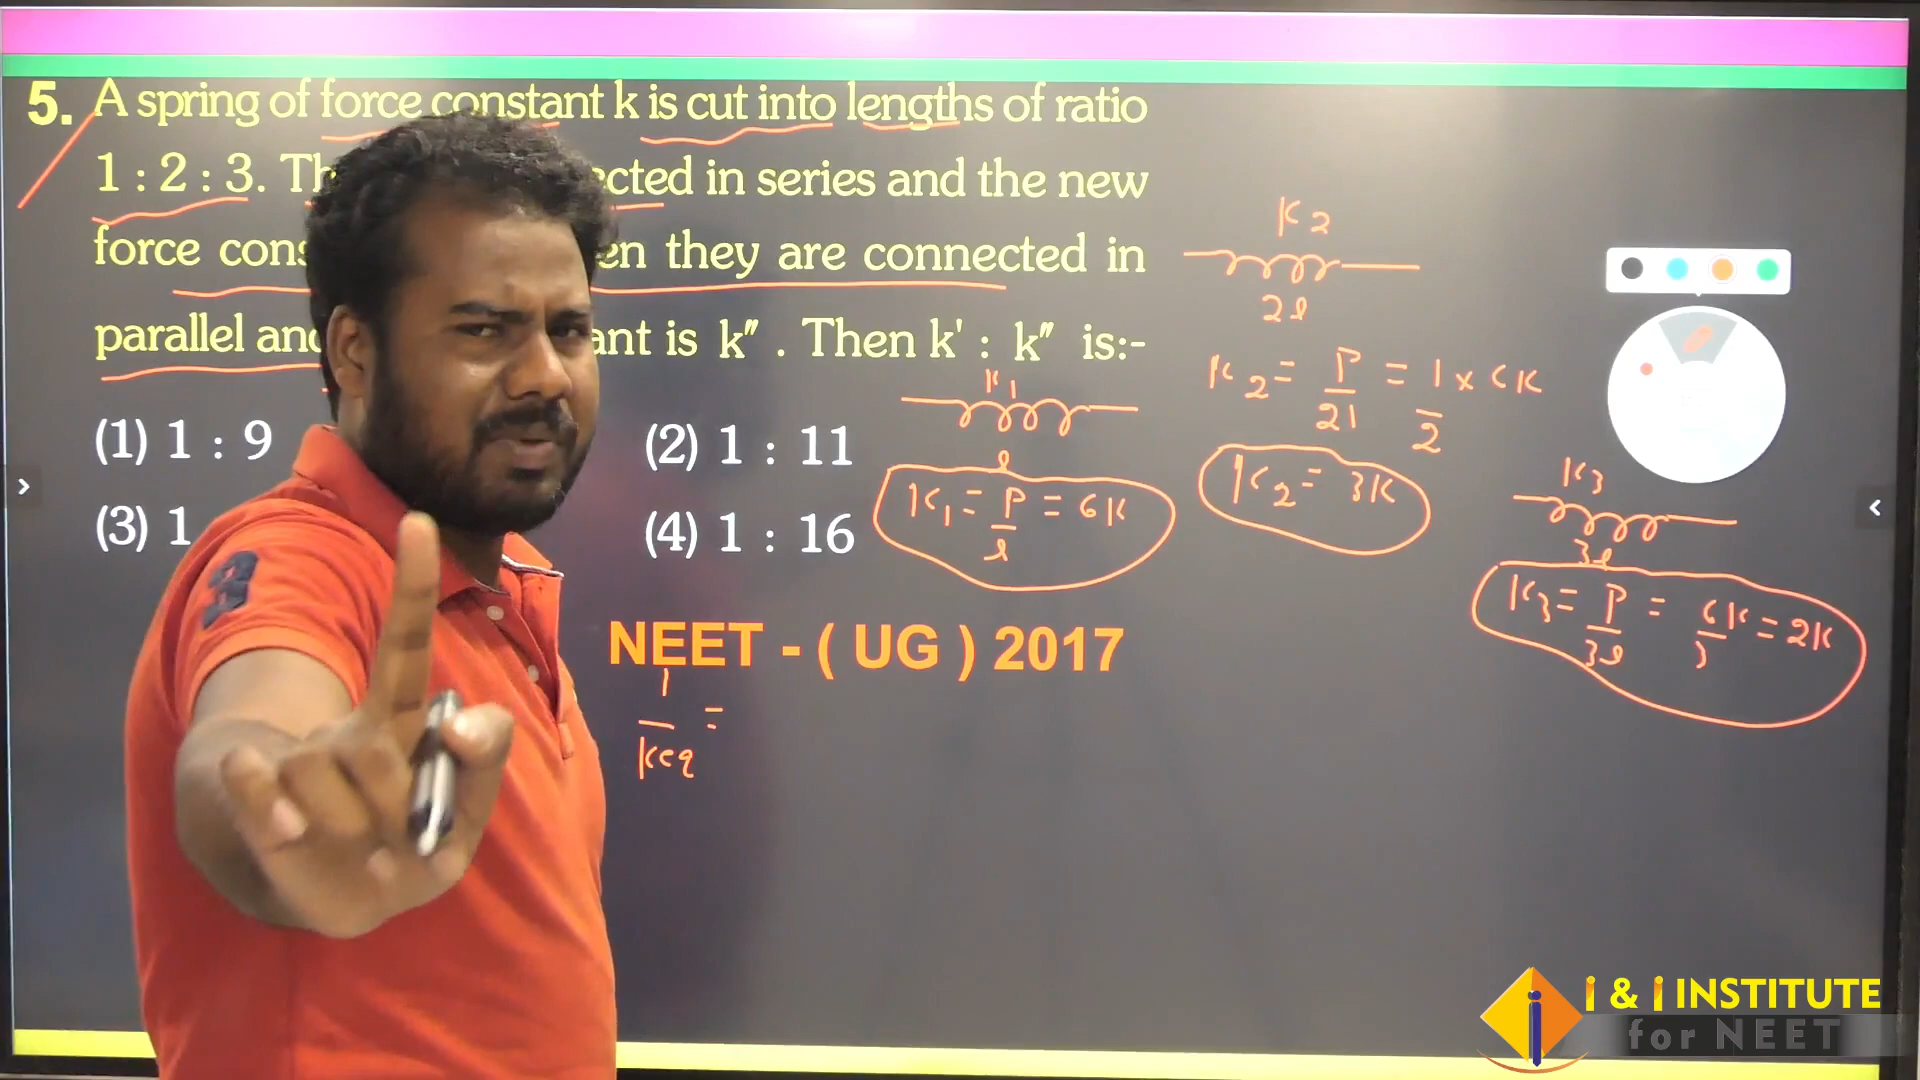 5. A spring of force constant k is cut into lengths of ratio
1 : 2 : 3. Th cted in series and the new
force cons en they are connected in
parallel and ant is k″ . Then k' : k″ is:-
(1) 1 : 9
(2) 1 : 11
(3) 1
(4) 1 : 16
NEET - ( UG ) 2017
1
— =
keq
K1
l
K1 = P/l = 6K
K2
2l
K2 = P/2l = 1/2 × 6K
K2 = 3K
K3
3l
K3 = P/3l = 6K/3 = 2K
i & i INSTITUTE
for NEET